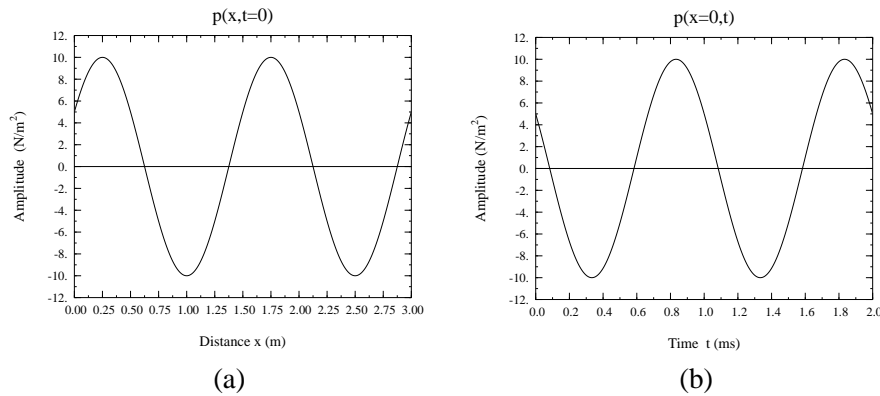 p(x,t=0)
12.
10.
8.
6.
4.
2.
0.
-2.
-4.
-6.
-8.
-10.
-12.
Amplitude (N/m²)
0.00 0.25 0.50 0.75 1.00 1.25 1.50 1.75 2.00 2.25 2.50 2.75 3.00
Distance x (m)
(a)
p(x=0,t)
12.
10.
8.
6.
4.
2.
0.
-2.
-4.
-6.
-8.
-10.
-12.
Amplitude (N/m²)
0.0 0.2 0.4 0.6 0.8 1.0 1.2 1.4 1.6 1.8 2.0
Time t (ms)
(b)